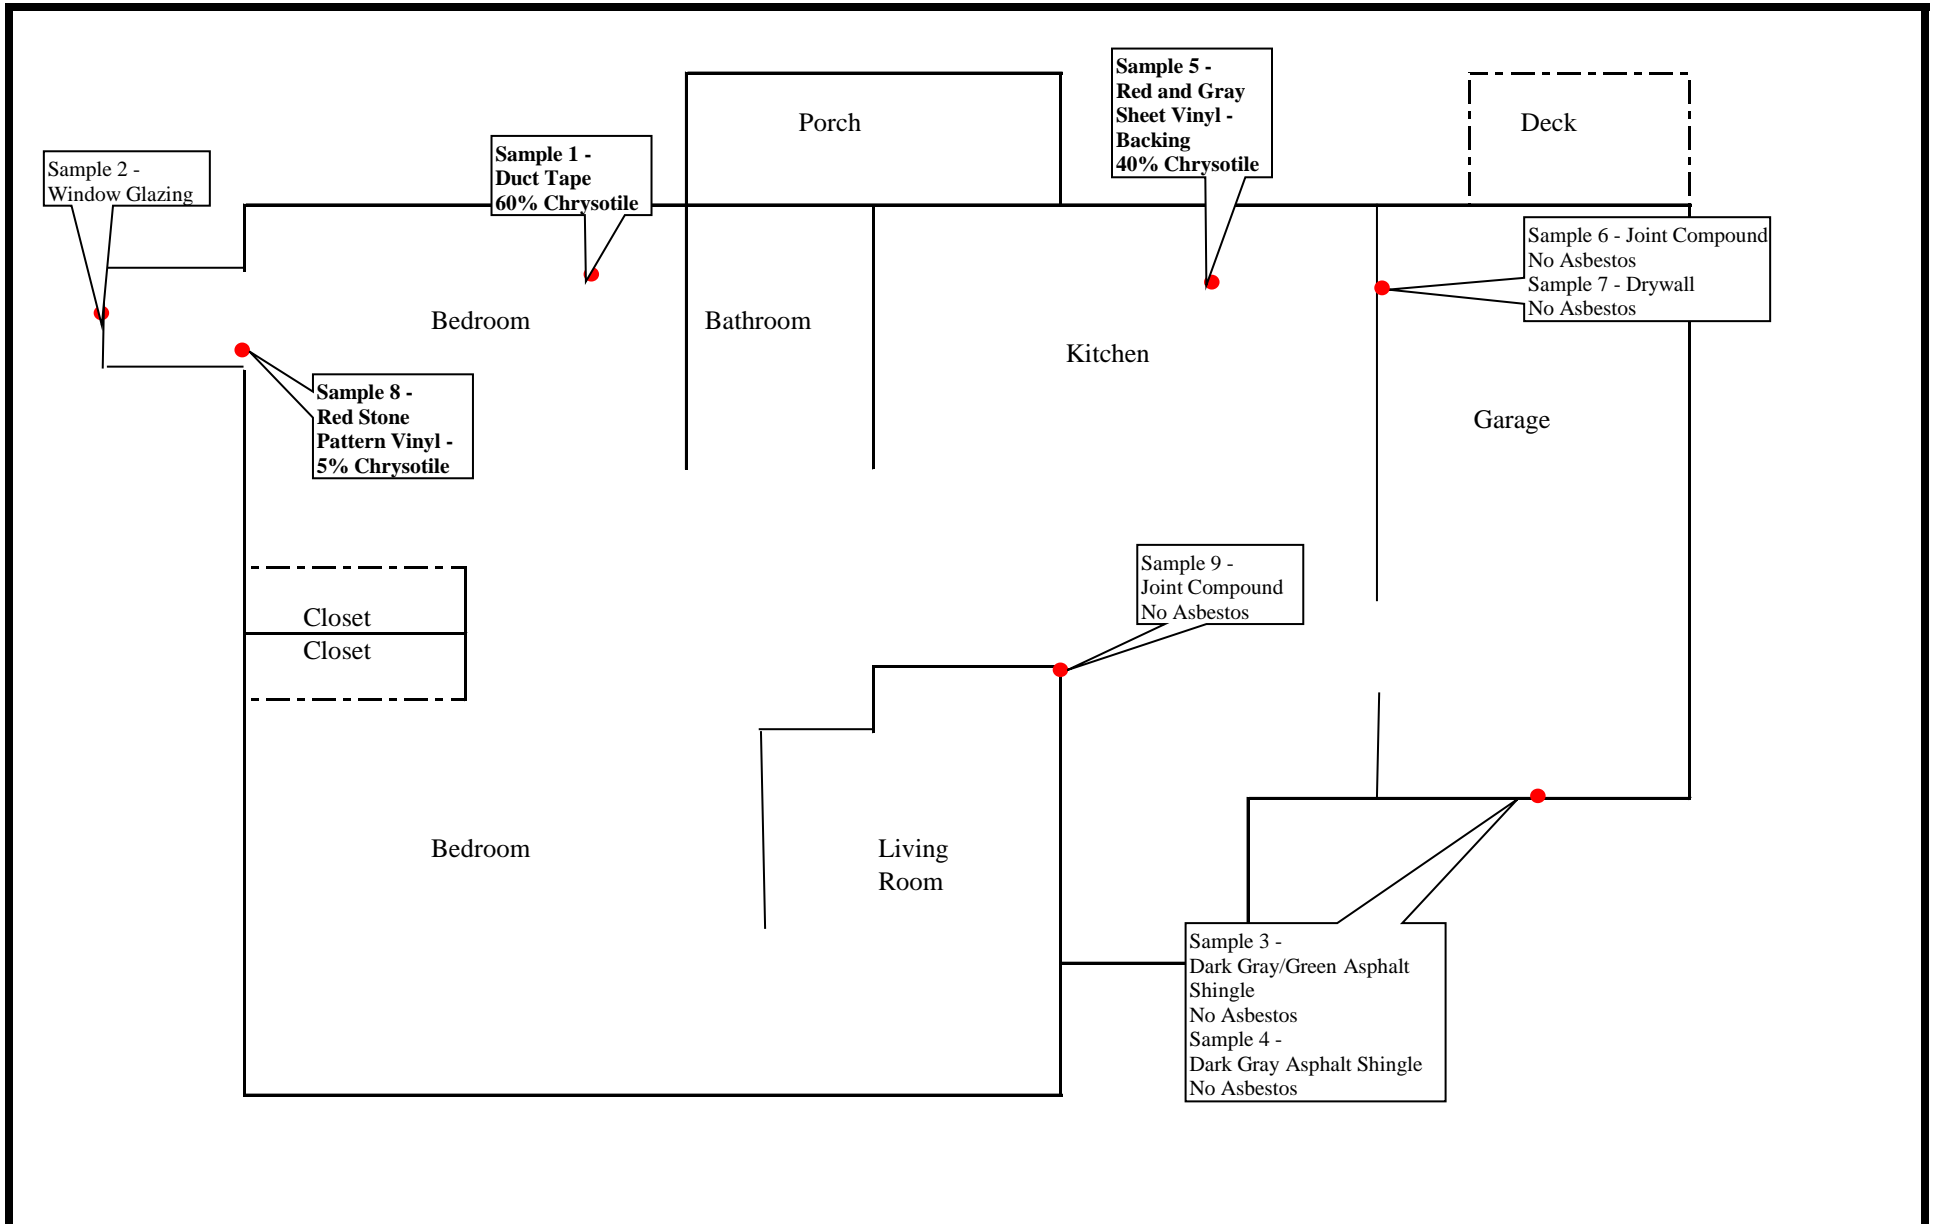 Sample 5 -
Red and Gray
Sheet Vinyl -
Backing
40% Chrysotile
Porch
Deck
Sample 1 -
Duct Tape
60% Chrysotile
Sample 2 -
Window Glazing
Sample 6 - Joint Compound
No Asbestos
Sample 7 - Drywall
No Asbestos
Bedroom
Bathroom
Kitchen
Sample 8 -
Red Stone
Pattern Vinyl -
5% Chrysotile
Garage
Sample 9 -
Joint Compound
No Asbestos
Closet
Closet
Bedroom
Living
Room
Sample 3 -
Dark Gray/Green Asphalt
Shingle
No Asbestos
Sample 4 -
Dark Gray Asphalt Shingle
No Asbestos